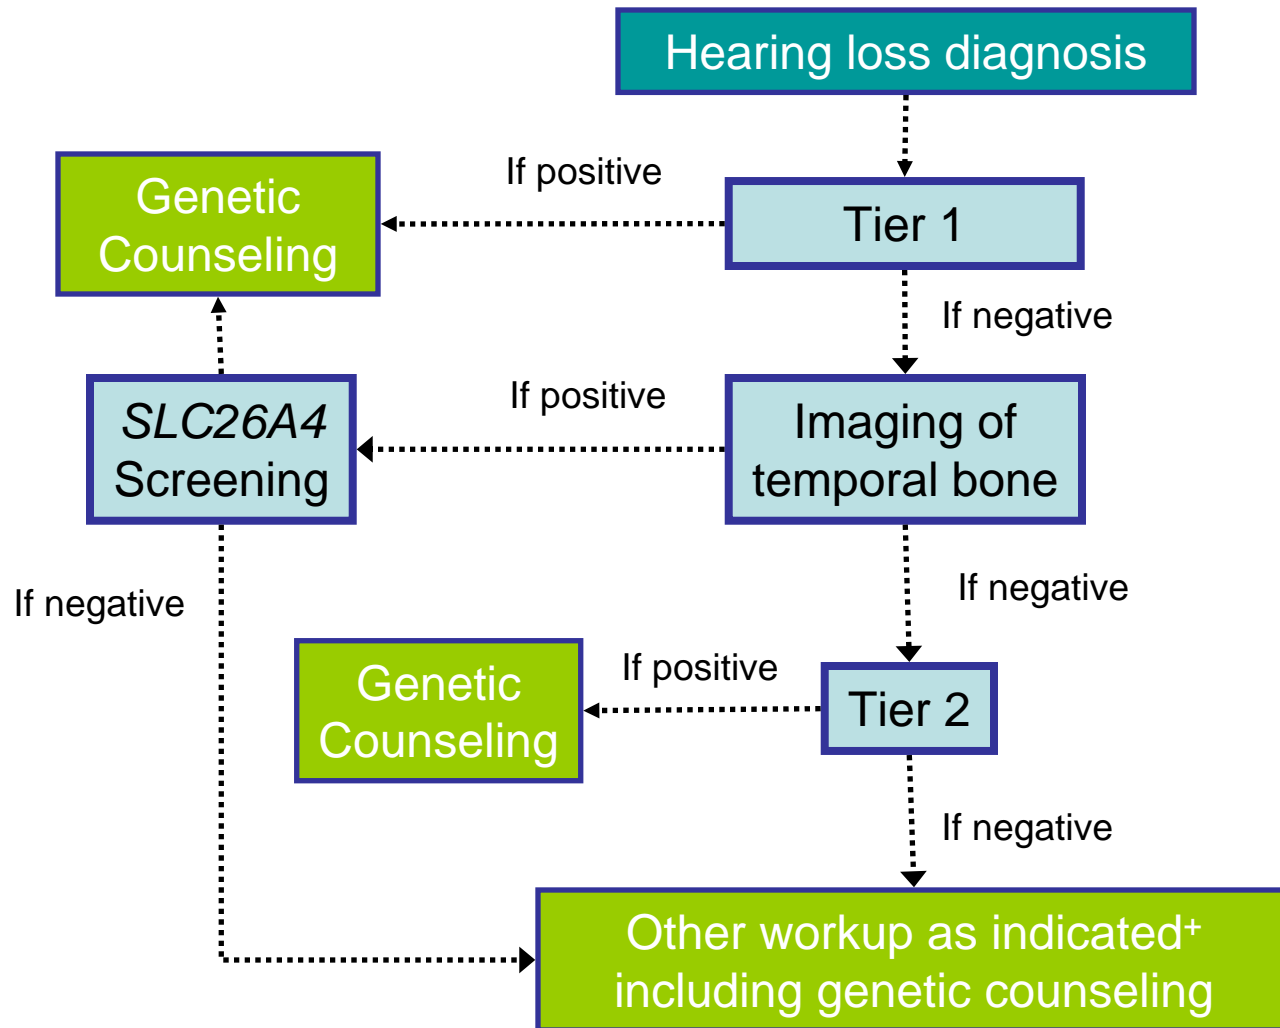 Hearing loss diagnosis
If positive
Genetic
Counseling
Tier 1
If negative
If positive
SLC26A4
Screening
Imaging of
temporal bone
If negative
If negative
If positive
Genetic
Counseling
Tier 2
If negative
Other workup as indicated⁺
including genetic counseling